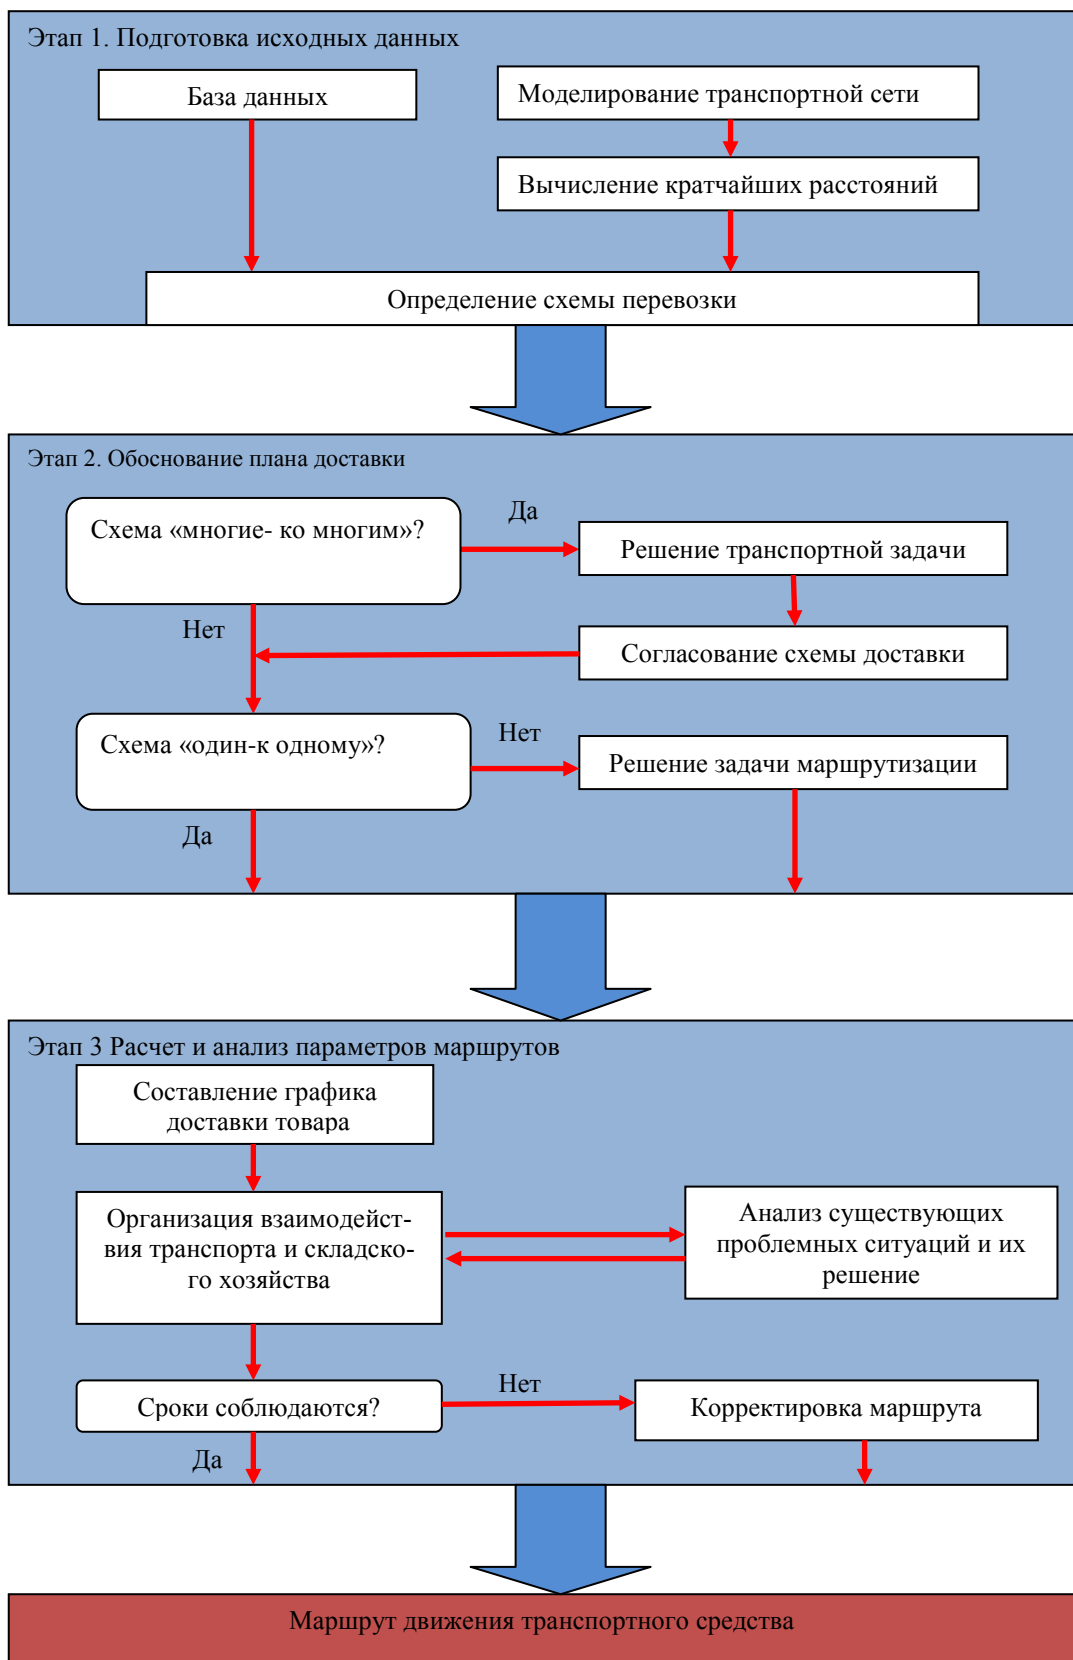 Этап 1. Подготовка исходных данных
База данных
Моделирование транспортной сети
Вычисление кратчайших расстояний
Определение схемы перевозки
Этап 2. Обоснование плана доставки
Схема «многие- ко многим»?
Да
Решение транспортной задачи
Нет
Согласование схемы доставки
Схема «один-к одному»?
Нет
Решение задачи маршрутизации
Да
Этап 3 Расчет и анализ параметров маршрутов
Составление графика
доставки товара
Организация взаимодейст-
вия транспорта и складско-
го хозяйства
Анализ существующих
проблемных ситуаций и их
решение
Сроки соблюдаются?
Нет
Корректировка маршрута
Да
Маршрут движения транспортного средства